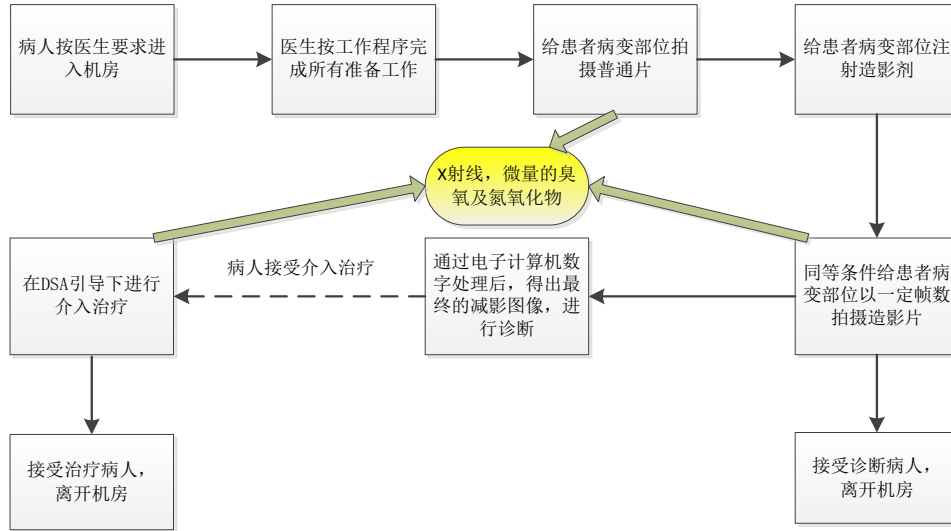 病人按医生要求进
入机房
医生按工作程序完
成所有准备工作
给患者病变部位拍
摄普通片
给患者病变部位注
射造影剂
X射线，微量的臭
氧及氮氧化物
在DSA引导下进行
介入治疗
病人接受介入治疗
通过电子计算机数
字处理后，得出最
终的减影图像，进
行诊断
同等条件给患者病
变部位以一定帧数
拍摄造影片
接受治疗病人，
离开机房
接受诊断病人，
离开机房